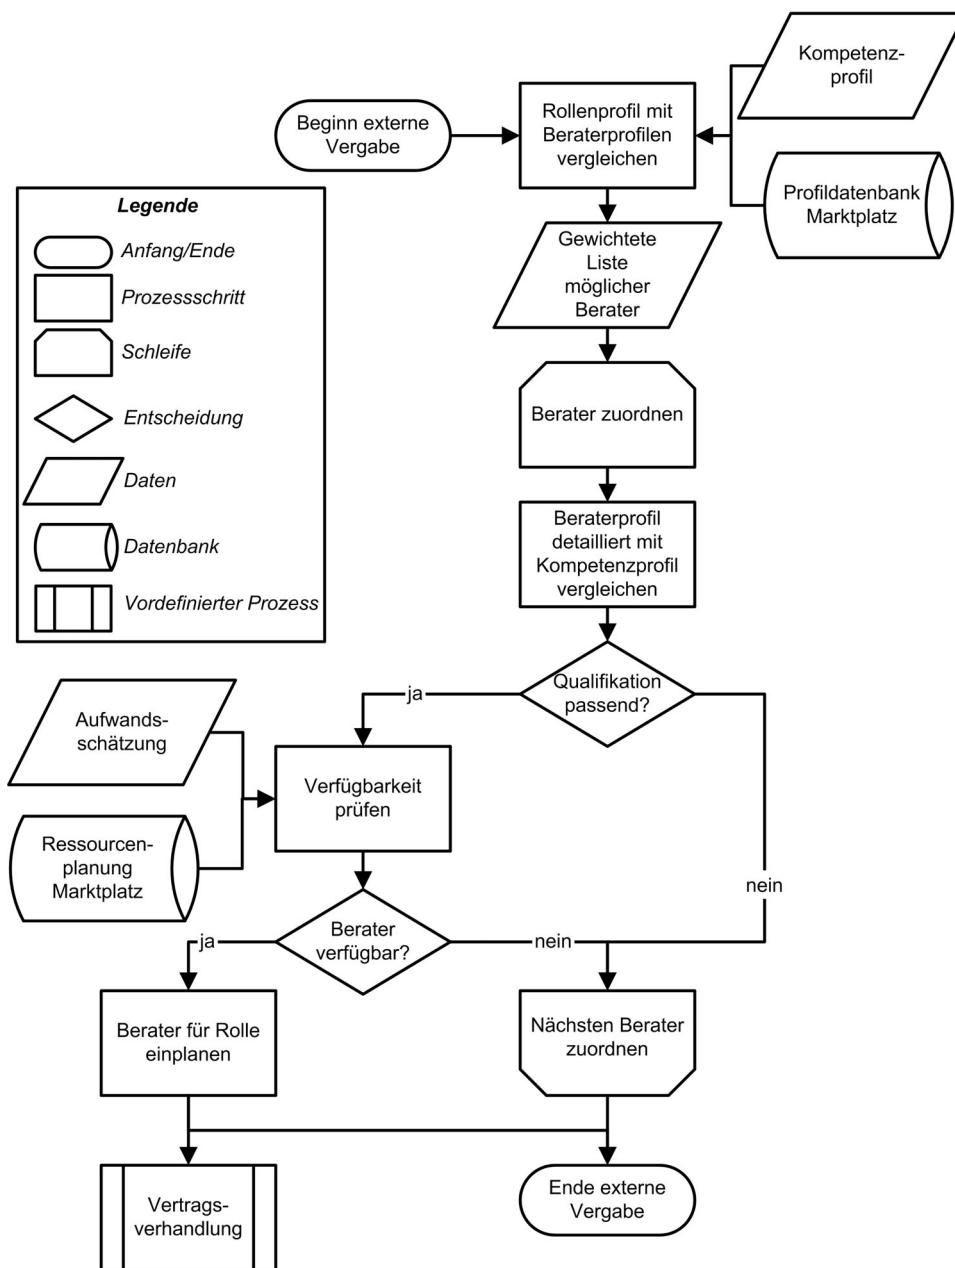 Kompetenz-
profil
Beginn externe
Vergabe
Rollenprofil mit
Beraterprofilen
vergleichen
Profildatenbank
Marktplatz
Legende
Anfang/Ende
Prozessschritt
Schleife
Entscheidung
Daten
Datenbank
Vordefinierter Prozess
Gewichtete
Liste
möglicher
Berater
Berater zuordnen
Beraterprofil
detailliert mit
Kompetenzprofil
vergleichen
Qualifikation
passend?
ja
nein
Aufwands-
schätzung
Ressourcen-
planung
Marktplatz
Verfügbarkeit
prüfen
Berater
verfügbar?
ja
nein
Berater für Rolle
einplanen
Nächsten Berater
zuordnen
Vertrags-
verhandlung
Ende externe
Vergabe